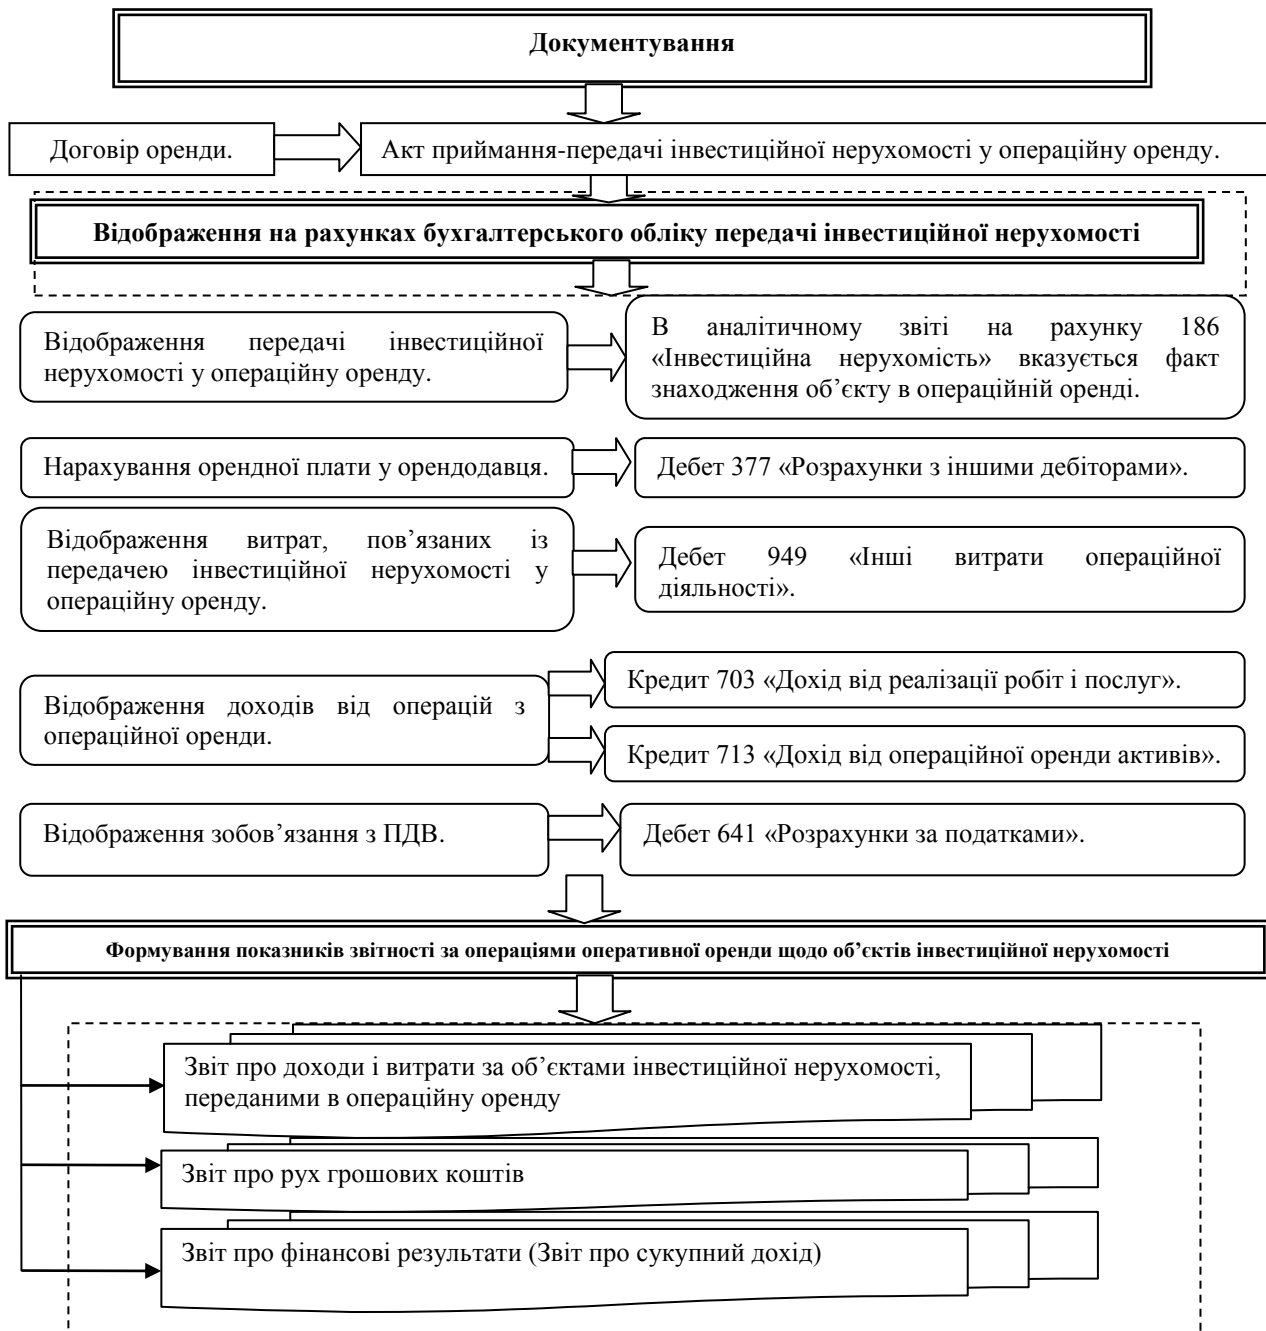 Документування
Договір оренди.
Акт приймання-передачі інвестиційної нерухомості у операційну оренду.
Відображення на рахунках бухгалтерського обліку передачі інвестиційної нерухомості
Відображення передачі інвестиційної
нерухомості у операційну оренду.
В аналітичному звіті на рахунку 186
«Інвестиційна нерухомість» вказується факт
знаходження об’єкту в операційній оренді.
Нарахування орендної плати у орендодавця.
Дебет 377 «Розрахунки з іншими дебіторами».
Відображення витрат, пов’язаних із
передачею інвестиційної нерухомості у
операційну оренду.
Дебет 949 «Інші витрати операційної
діяльності».
Відображення доходів від операцій з
операційної оренди.
Кредит 703 «Дохід від реалізації робіт і послуг».
Кредит 713 «Дохід від операційної оренди активів».
Відображення зобов’язання з ПДВ.
Дебет 641 «Розрахунки за податками».
Формування показників звітності за операціями оперативної оренди щодо об’єктів інвестиційної нерухомості
Звіт про доходи і витрати за об’єктами інвестиційної нерухомості,
переданими в операційну оренду
Звіт про рух грошових коштів
Звіт про фінансові результати (Звіт про сукупний дохід)